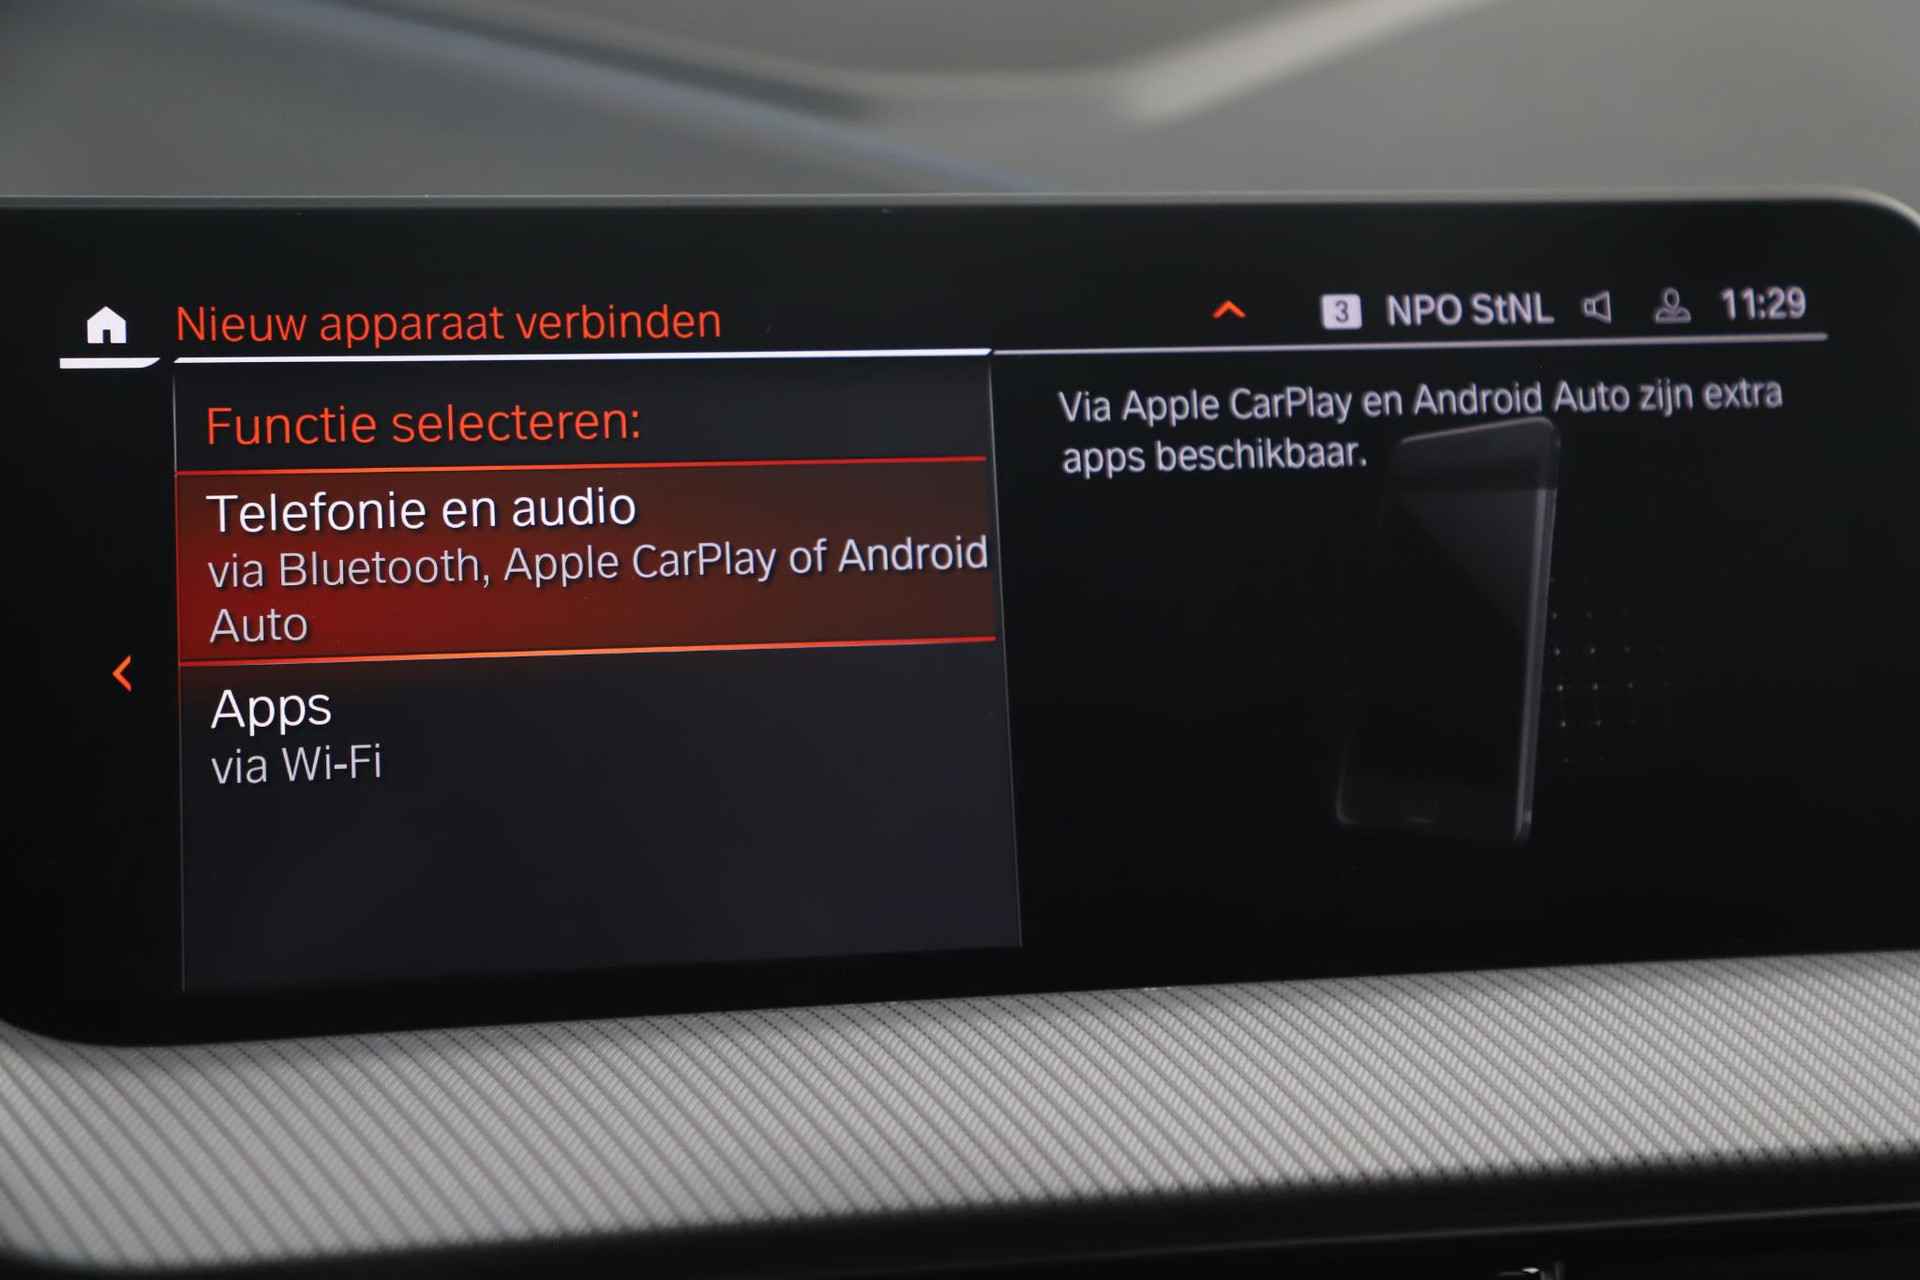 Nieuw apparaat verbinden
3 NPO StNL 11:29
Functie selecteren:
Telefonie en audio
via Bluetooth, Apple CarPlay of Android
Auto
Apps
via Wi-Fi
Via Apple CarPlay en Android Auto zijn extra
apps beschikbaar.